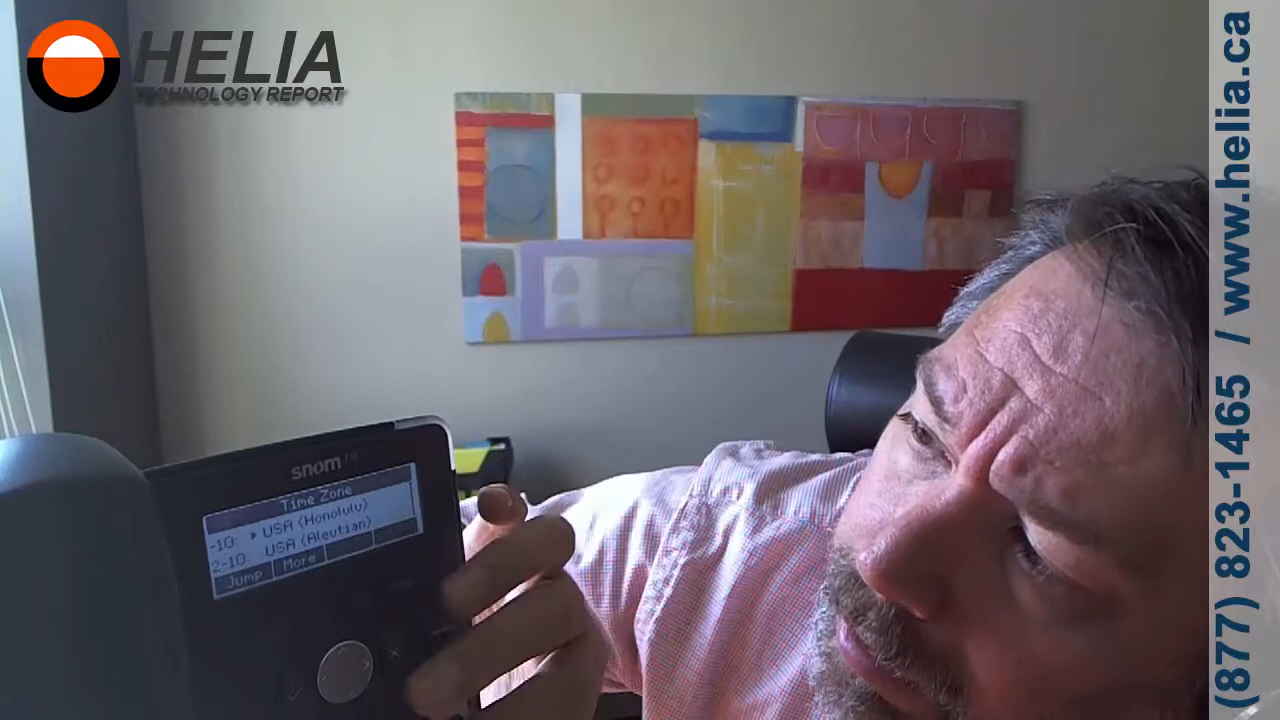 HELIA
TECHNOLOGY REPORT
snom
Time Zone
-10: USA (Honolulu)
2-10: USA (Aleutian)
Jump More
(877) 823-1465 / www.helia.ca